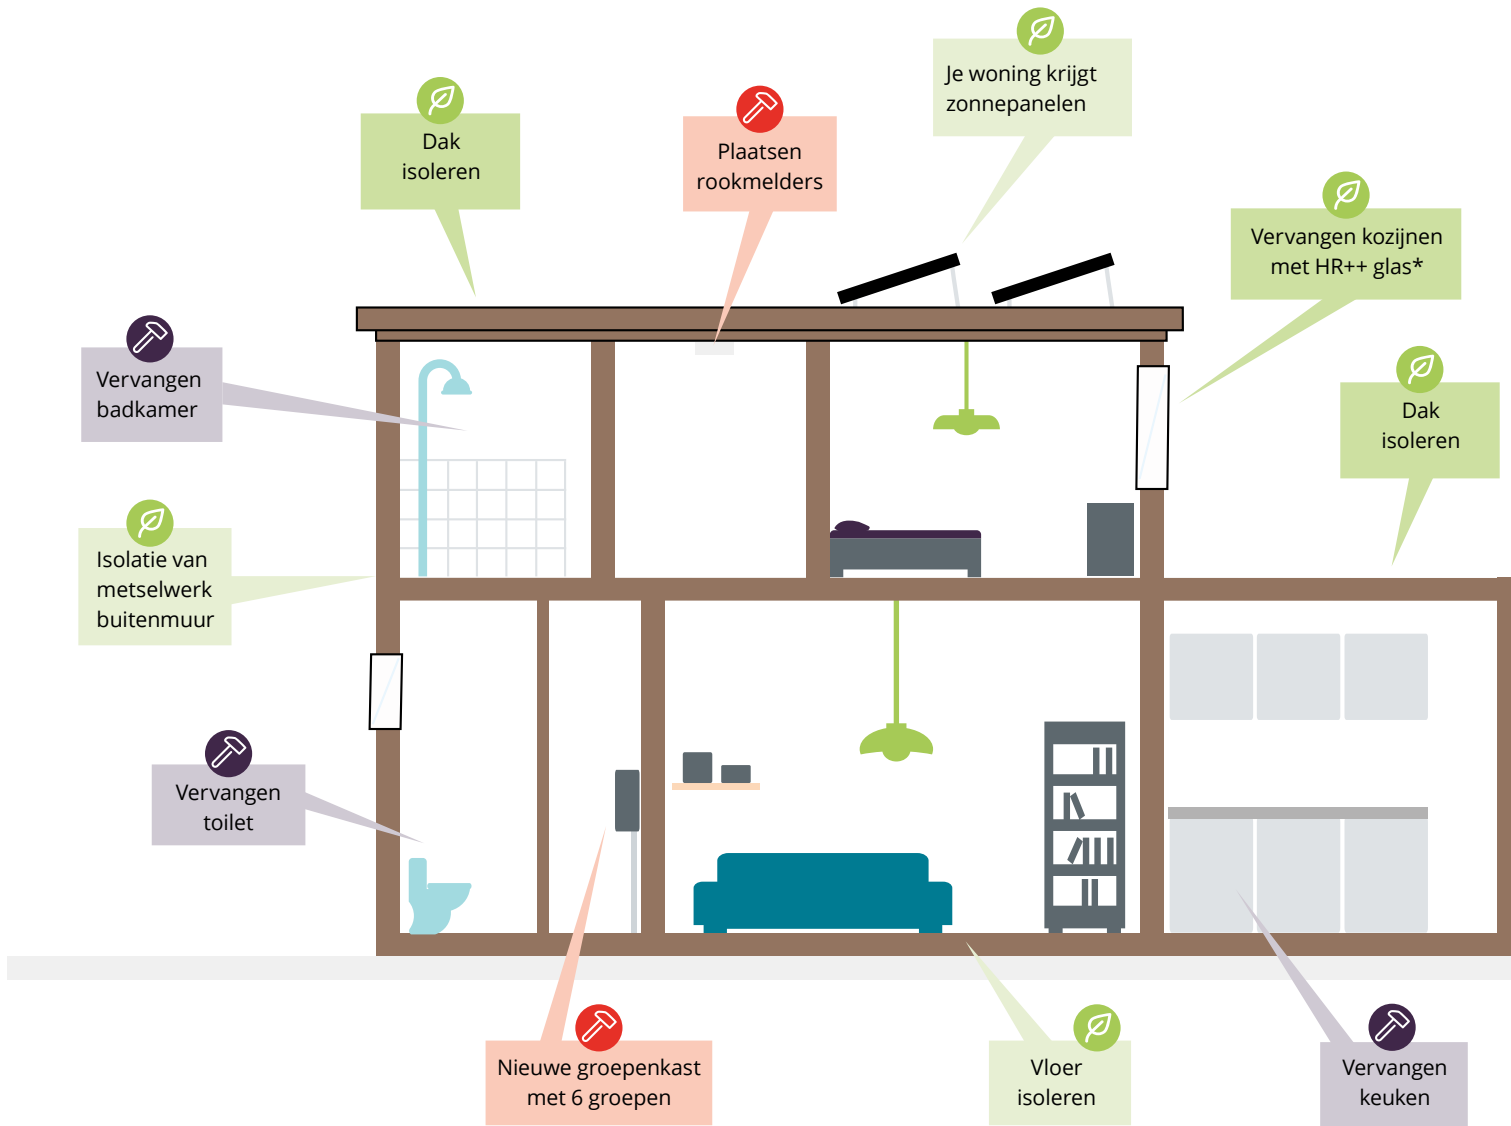 Je woning krijgt
zonnepanelen
Dak
isoleren
Plaatsen
rookmelders
Vervangen kozijnen
met HR++ glas*
Vervangen
badkamer
Dak
isoleren
Isolatie van
metselwerk
buitenmuur
Vervangen
toilet
Nieuwe groepenkast
met 6 groepen
Vloer
isoleren
Vervangen
keuken